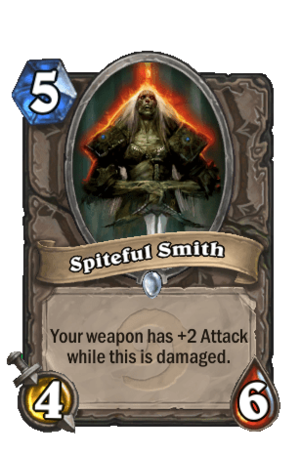 5
Spiteful Smith
Your weapon has +2 Attack
while this is damaged.
4
6